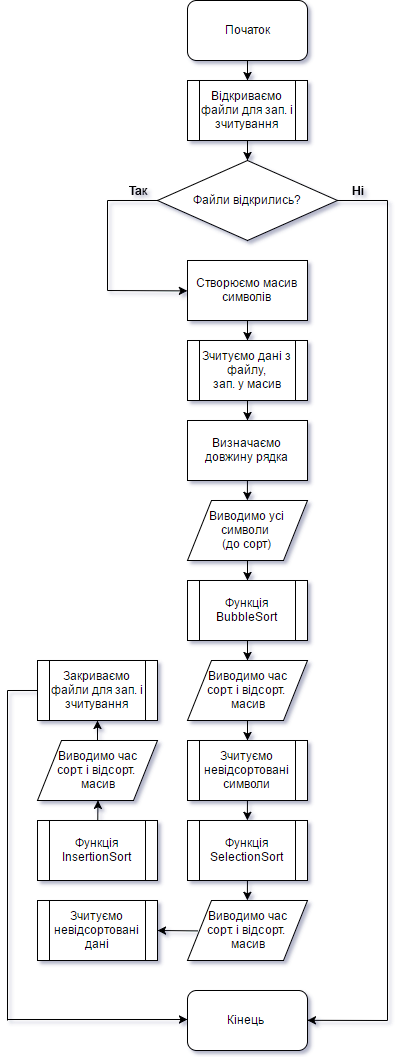 Початок
Відкриваємо
файли для зап. і
зчитування
Файли відкрились?
Так
Ні
Створюємо масив
символів
Зчитуємо дані з
файлу,
зап. у масив
Визначаємо
довжину рядка
Виводимо усі
символи
(до сорт)
Функція
BubbleSort
Виводимо час
сорт. і відсорт.
масив
Зчитуємо
невідсортовані
символи
Функція
SelectionSort
Виводимо час
сорт. і відсорт.
масив
Зчитуємо
невідсортовані
дані
Функція
InsertionSort
Виводимо час
сорт. і відсорт.
масив
Закриваємо
файли для зап. і
зчитування
Кінець